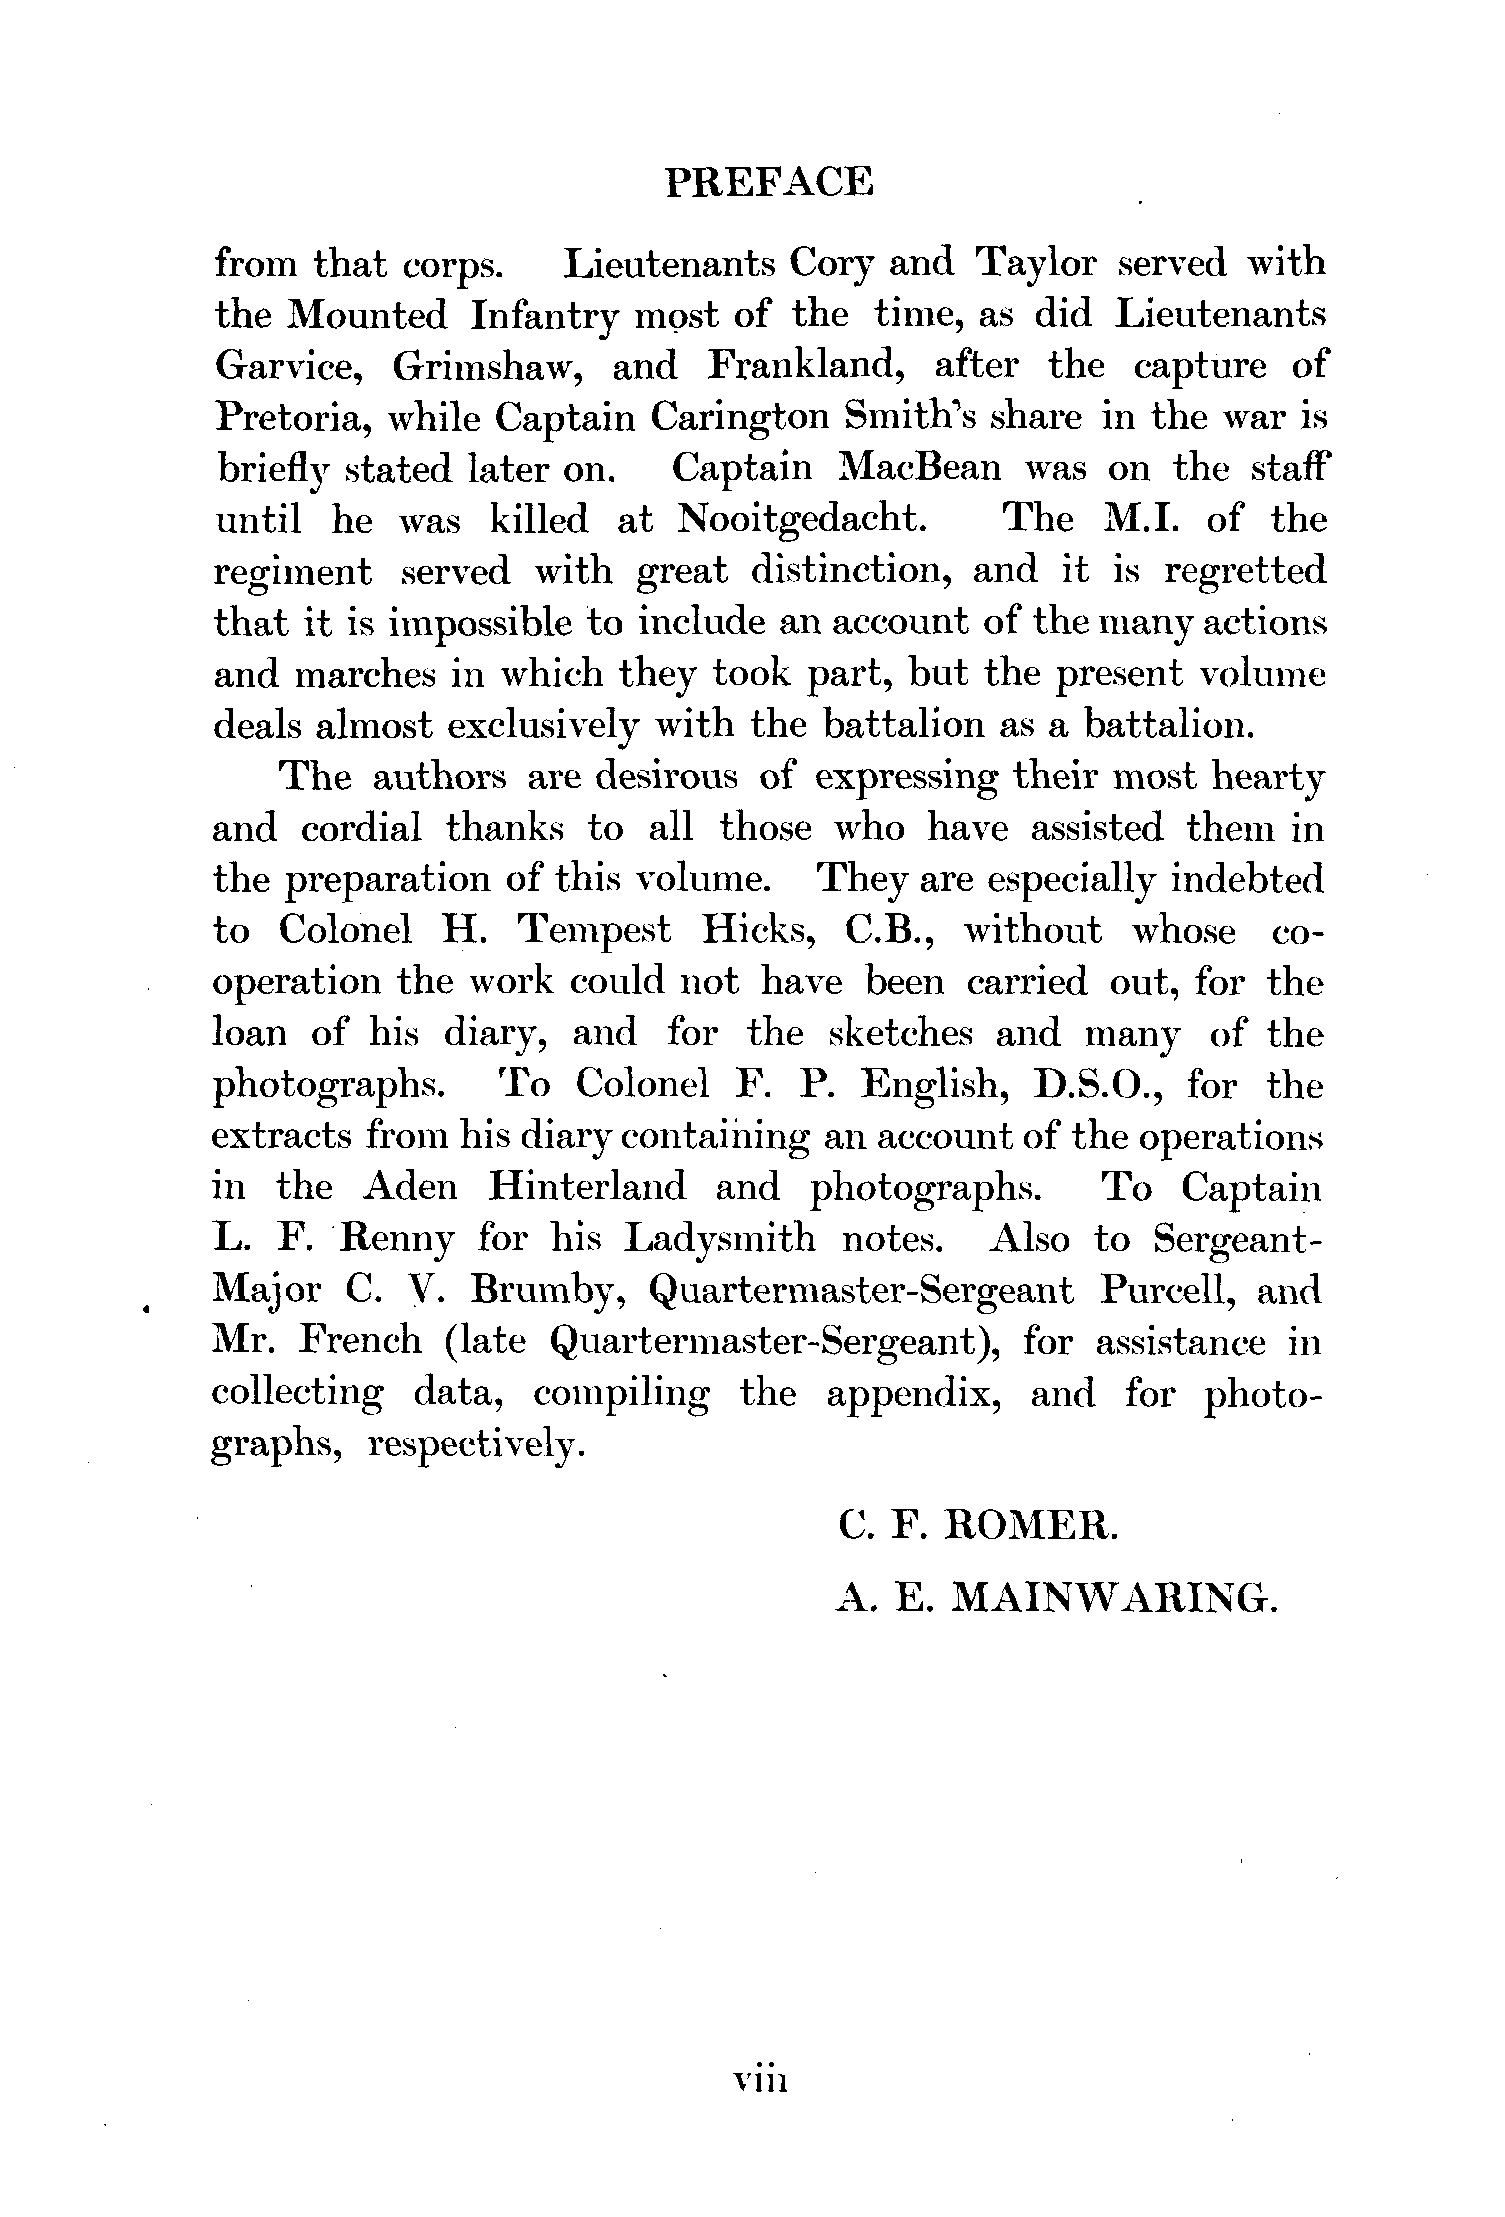 PREFACE
from that corps. Lieutenants Cory and Taylor served with
the Mounted Infantry most of the time, as did Lieutenants
Garvice, Grimshaw, and Frankland, after the capture of
Pretoria, while Captain Carington Smith's share in the war is
briefly stated later on. Captain MacBean was on the staff
until he was killed at Nooitgedacht. The M.I. of the
regiment served with great distinction, and it is regretted
that it is impossible to include an account of the many actions
and marches in which they took part, but the present volume
deals almost exclusively with the battalion as a battalion.
The authors are desirous of expressing their most hearty
and cordial thanks to all those who have assisted them in
the preparation of this volume. They are especially indebted
to Colonel H. Tempest Hicks, C.B., without whose co-
operation the work could not have been carried out, for the
loan of his diary, and for the sketches and many of the
photographs. To Colonel F. P. English, D.S.O., for the
extracts from his diary containing an account of the operations
in the Aden Hinterland and photographs. To Captain
L. F. Renny for his Ladysmith notes. Also to Sergeant-
Major C. V. Brumby, Quartermaster-Sergeant Purcell, and
Mr. French (late Quartermaster-Sergeant), for assistance in
collecting data, compiling the appendix, and for photo-
graphs, respectively.
C. F. ROMER.
A. E. MAINWARING.
viii